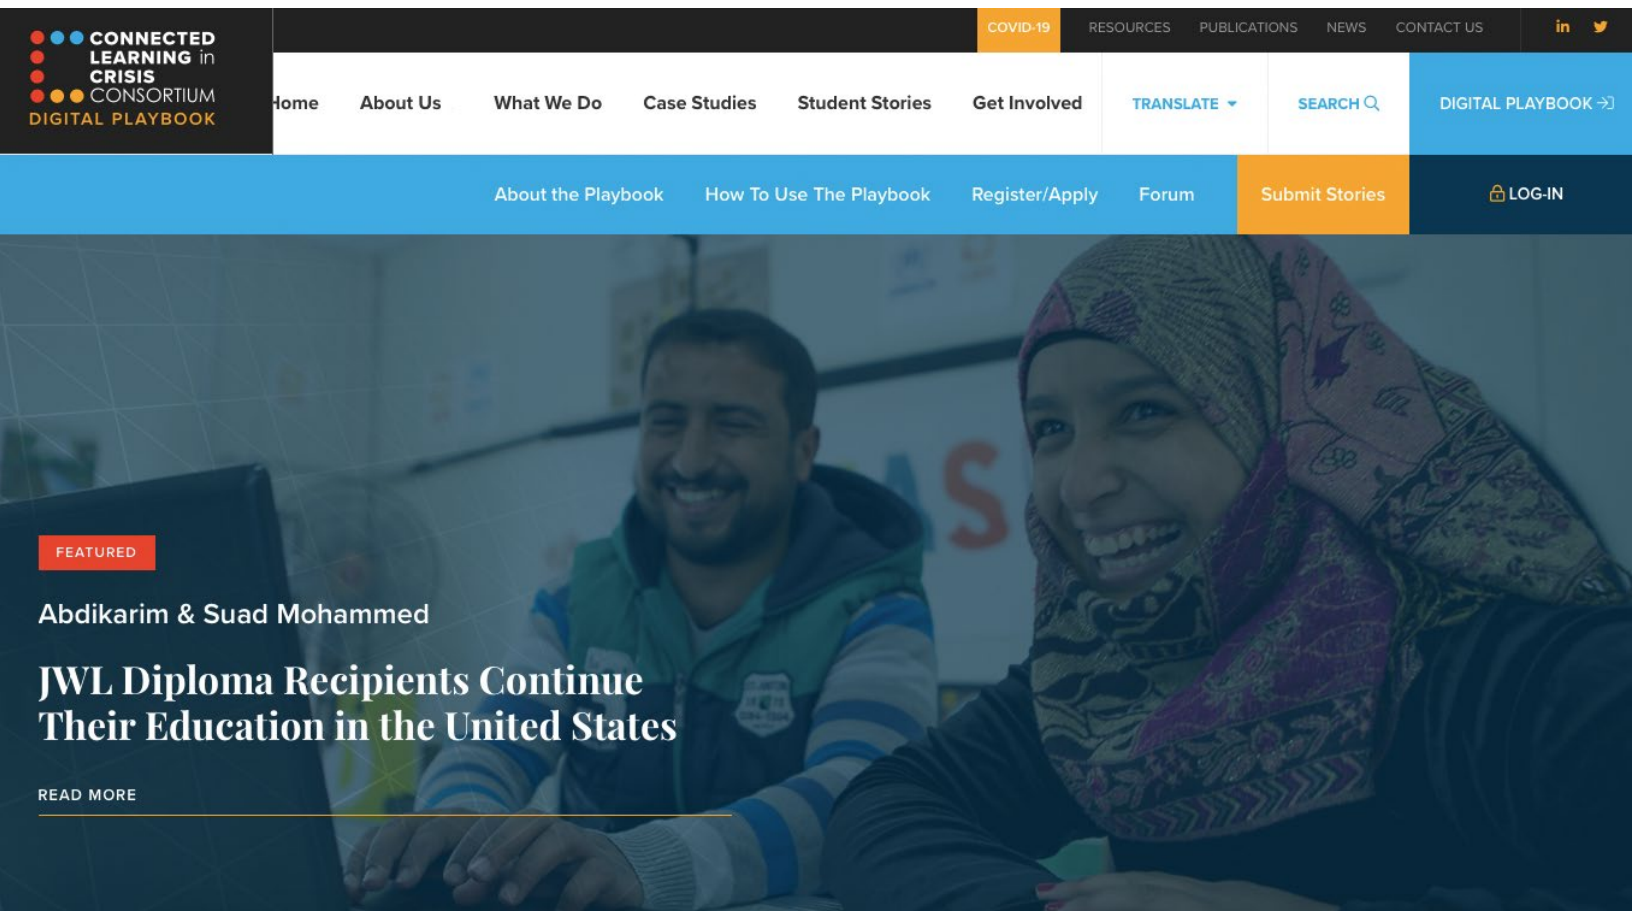 CONNECTED
LEARNING in
CRISIS
CONSORTIUM
DIGITAL PLAYBOOK
COVID-19 RESOURCES PUBLICATIONS NEWS CONTACT US in
Home About Us What We Do Case Studies Student Stories Get Involved TRANSLATE SEARCH DIGITAL PLAYBOOK
About the Playbook How To Use The Playbook Register/Apply Forum Submit Stories LOG-IN
S
FEATURED
Abdikarim & Suad Mohammed
JWL Diploma Recipients Continue
Their Education in the United States
READ MORE